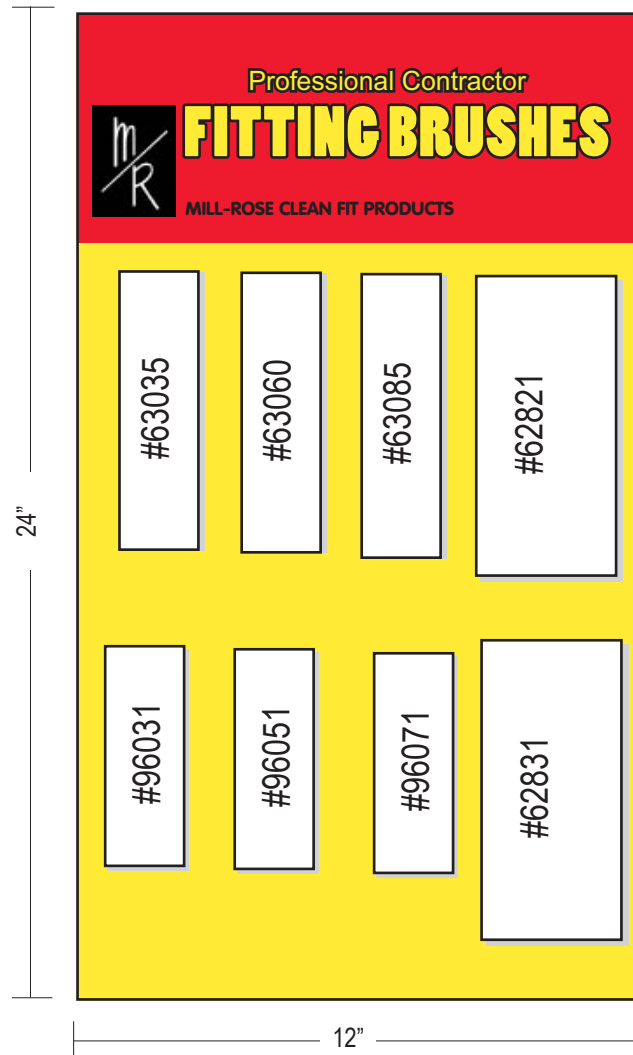 Professional Contractor
FITTING BRUSHES
m/R
MILL-ROSE CLEAN FIT PRODUCTS
#63035
#63060
#63085
#62821
24”
#96031
#96051
#96071
#62831
12”